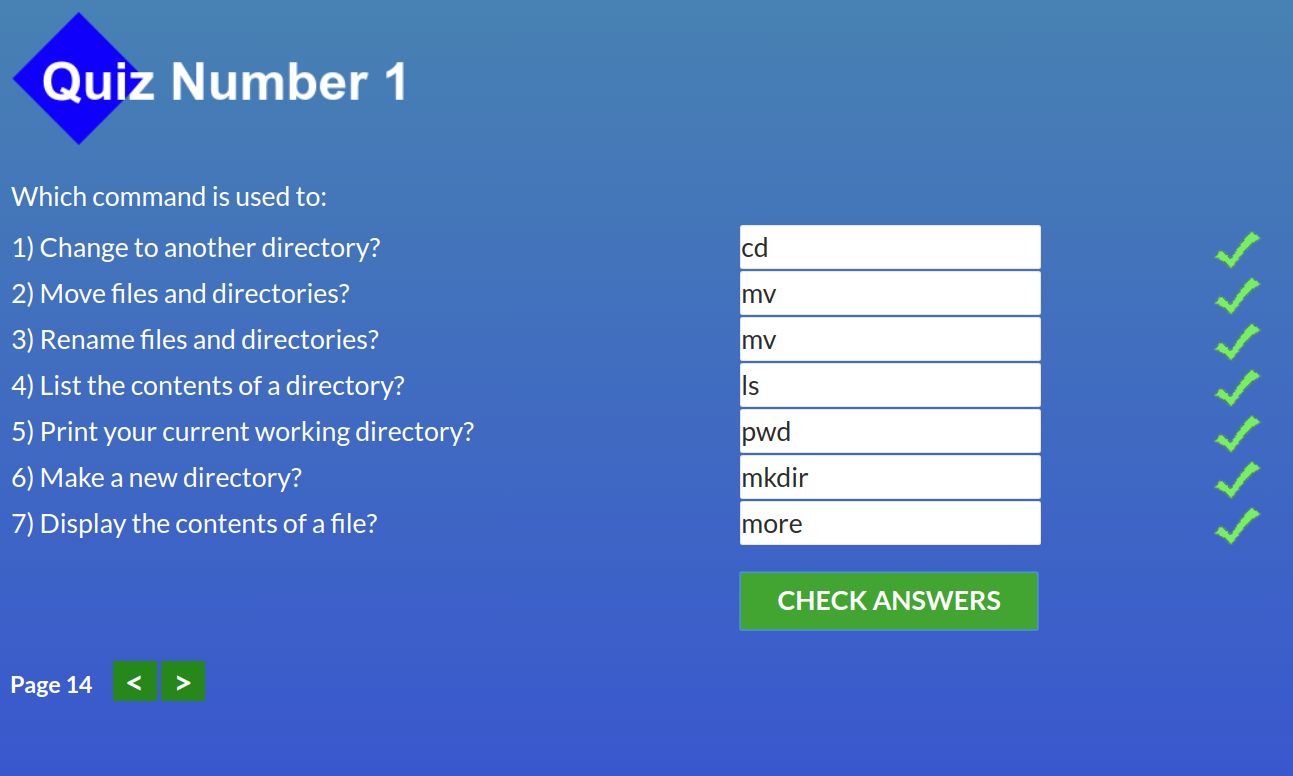 Quiz Number 1
Which command is used to:
1) Change to another directory? cd
2) Move files and directories? mv
3) Rename files and directories? mv
4) List the contents of a directory? ls
5) Print your current working directory? pwd
6) Make a new directory? mkdir
7) Display the contents of a file? more
CHECK ANSWERS
Page 14 < >